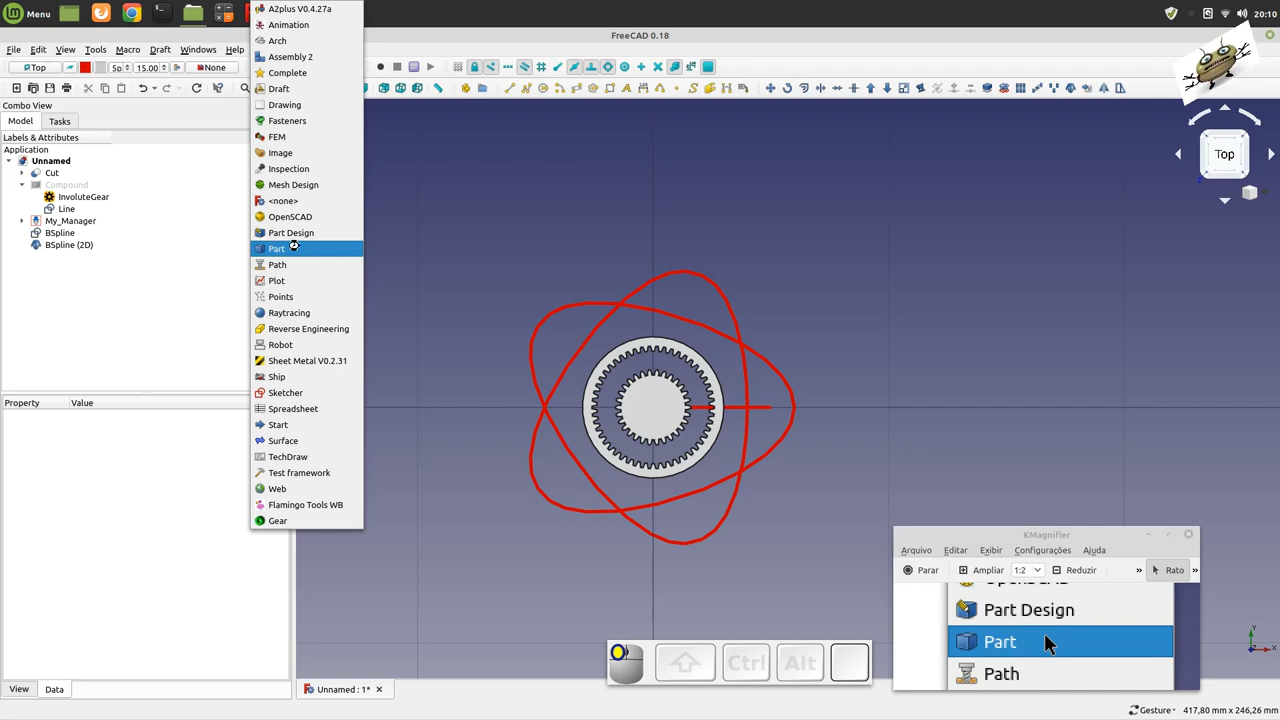 Menu
20:10
FreeCAD 0.18
File Edit View Tools Macro Draft Windows Help
Top
5p
15.00
None
Combo View
Model
Tasks
Labels & Attributes
Application
Unnamed
Cut
Compound
InvoluteGear
Line
My_Manager
BSpline
BSpline (2D)
Property
Value
View
Data
A2plus V0.4.27a
Animation
Arch
Assembly 2
Complete
Draft
Drawing
Fasteners
FEM
Image
Inspection
Mesh Design
<none>
OpenSCAD
Part Design
Part
Path
Plot
Points
Raytracing
Reverse Engineering
Robot
Sheet Metal V0.2.31
Ship
Sketcher
Spreadsheet
Start
Surface
TechDraw
Test framework
Web
Flamingo Tools WB
Gear
Top
KMagnifier
Arquivo Editar Exibir Configurações Ajuda
Parar
Ampliar
1:2
Reduzir
»
Rato
»
Part Design
Part
Path
Ctrl
Alt
Unnamed : 1*
Gesture
417,80 mm x 246,26 mm